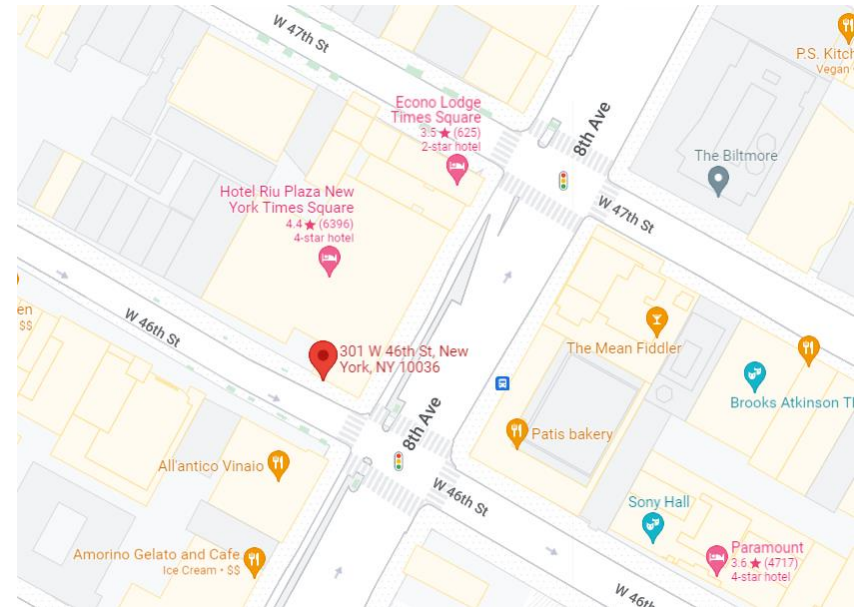 W 47th St
P.S. Kitch
Vegan
Econo Lodge
Times Square
3.5★(625)
2-star hotel
8th Ave
The Biltmore
Hotel Riu Plaza New
York Times Square
4.4★(6396)
4-star hotel
W 47th St
en
$$
W 46th St
301 W 46th St, New
York, NY 10036
The Mean Fiddler
Brooks Atkinson Th
8th Ave
Patis bakery
All'antico Vinaio
W 46th St
Sony Hall
Amorino Gelato and Cafe
Ice Cream • $$
Paramount
3.6★(4717)
4-star hotel
W 46th